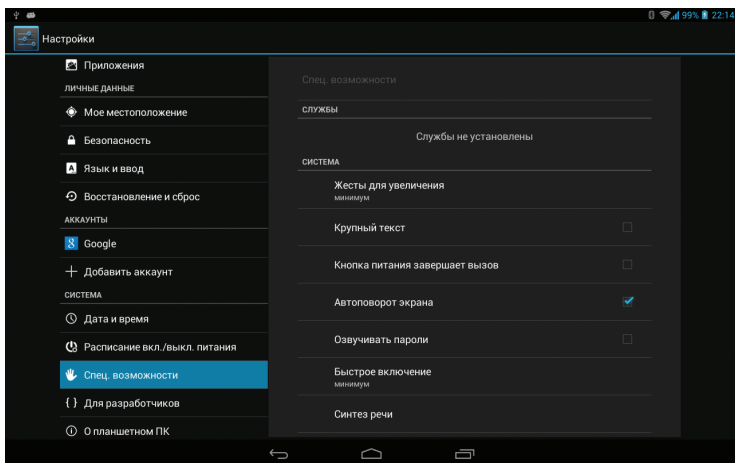 99% 22:14
Настройки
Приложения
ЛИЧНЫЕ ДАННЫЕ
Мое местоположение
Безопасность
A Язык и ввод
Восстановление и сброс
АККАУНТЫ
8 Google
Добавить аккаунт
СИСТЕМА
Дата и время
Расписание вкл./выкл. питания
Спец. возможности
{ } Для разработчиков
О планшетном ПК
Спец. возможности
СЛУЖБЫ
Службы не установлены
СИСТЕМА
Жесты для увеличения
минимум
Крупный текст
Кнопка питания завершает вызов
Автоповорот экрана
Озвучивать пароли
Быстрое включение
минимум
Синтез речи